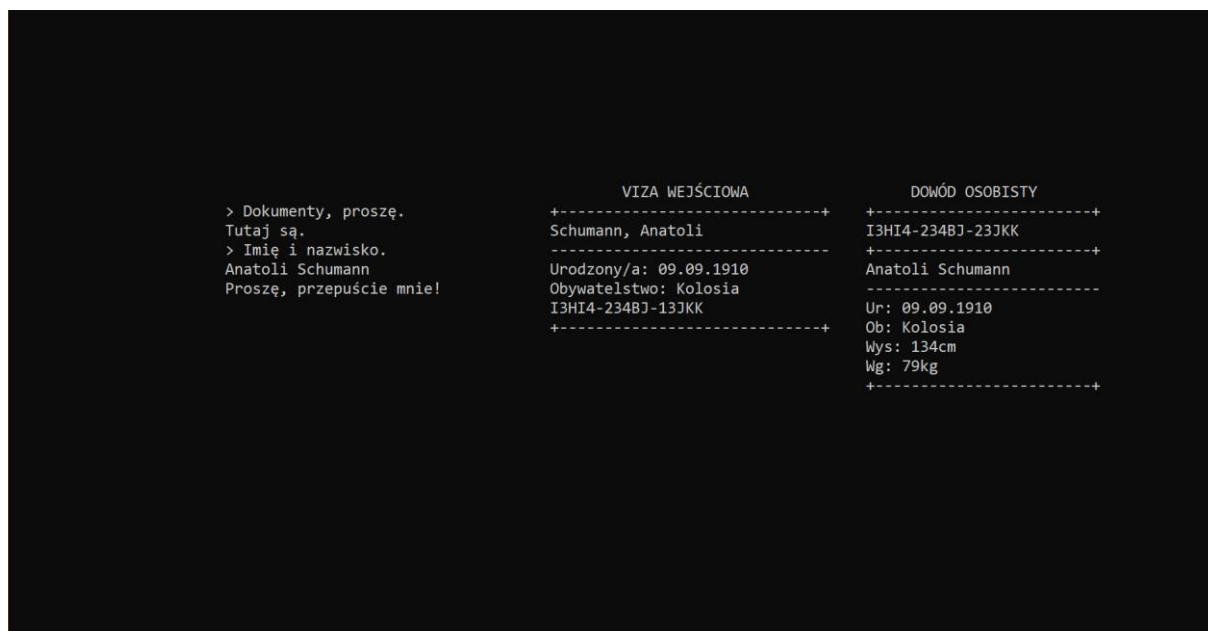 > Dokumenty, proszę.
Tutaj są.
> Imię i nazwisko.
Anatoli Schumann
Proszę, przepuście mnie!
VIZA WEJŚCIOWA
+-----------------------------+
Schumann, Anatoli
-------------------------------
Urodzony/a: 09.09.1910
Obywatelstwo: Kolosia
I3HI4-234BJ-13JKK
+-----------------------------+
DOWÓD OSOBISTY
+------------------------+
I3HI4-234BJ-23JKK
+------------------------+
Anatoli Schumann
--------------------------
Ur: 09.09.1910
Ob: Kolosia
Wys: 134cm
Wg: 79kg
+------------------------+